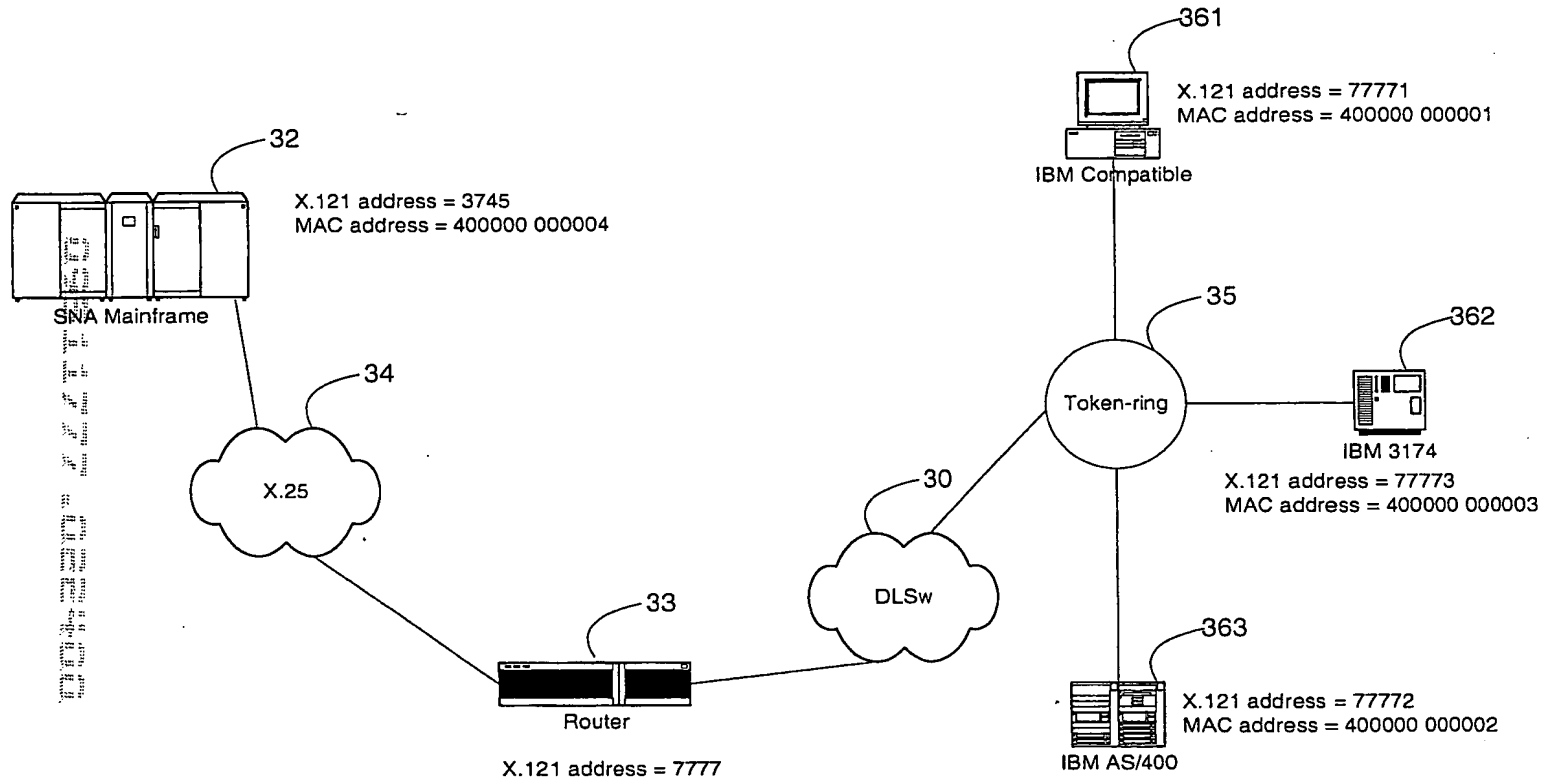 361
X.121 address = 77771
MAC address = 400000 000001
IBM Compatible
32
X.121 address = 3745
MAC address = 400000 000004
SNA Mainframe
34
X.25
35
Token-ring
362
IBM 3174
X.121 address = 77773
MAC address = 400000 000003
30
DLSw
33
Router
X.121 address = 7777
363
X.121 address = 77772
MAC address = 400000 000002
IBM AS/400